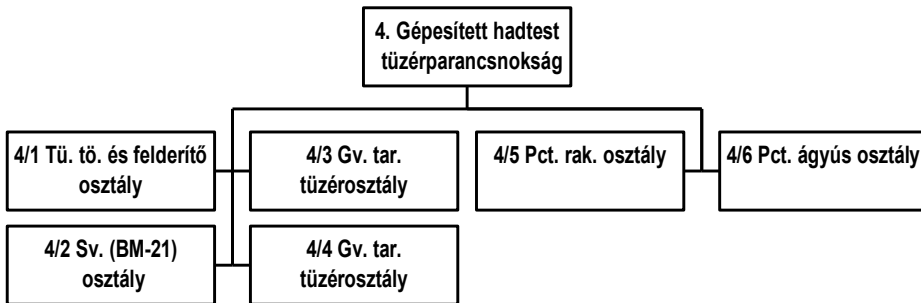 4. Gépesített hadtest
tüzérparancsnokság
4/1 Tü. tö. és felderítő
osztály
4/3 Gv. tar.
tüzérosztály
4/5 Pct. rak. osztály
4/6 Pct. ágyús osztály
4/2 Sv. (BM-21)
osztály
4/4 Gv. tar.
tüzérosztály